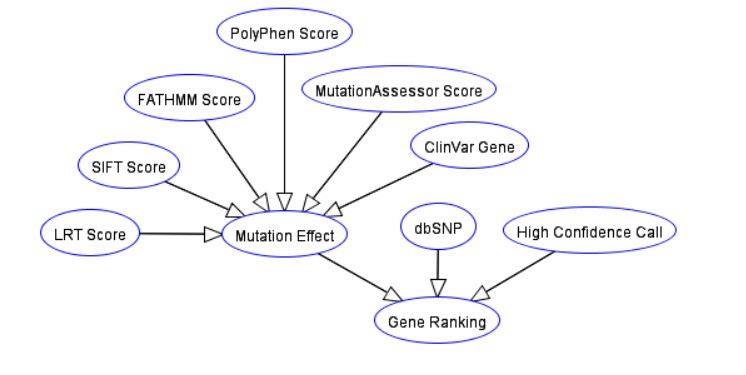 PolyPhen Score
MutationAssessor Score
FATHMM Score
ClinVar Gene
SIFT Score
dbSNP
High Confidence Call
LRT Score
Mutation Effect
Gene Ranking